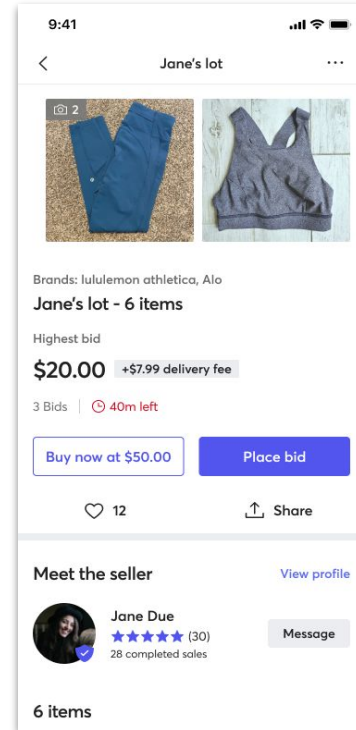 9:41
Jane's lot
2
Brands: lululemon athletica, Alo
Jane's lot - 6 items
Highest bid
$20.00 +$7.99 delivery fee
3 Bids 40m left
Buy now at $50.00 Place bid
12 Share
Meet the seller View profile
Jane Due
(30) Message
28 completed sales
6 items